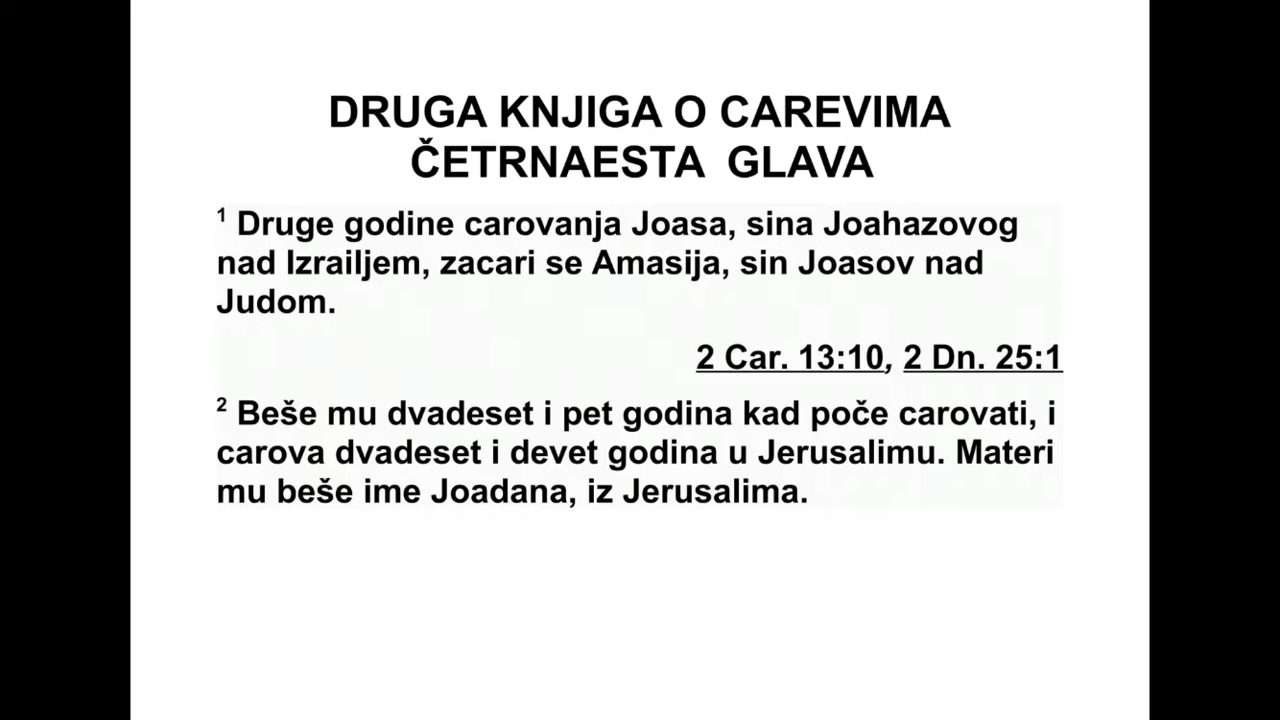 DRUGA KNJIGA O CAREVIMA
ČETRNAESTA GLAVA
1 Druge godine carovanja Joasa, sina Joahazovog
nad Izrailjem, zacari se Amasija, sin Joasov nad
Judom.
2 Car. 13:10, 2 Dn. 25:1
2 Beše mu dvadeset i pet godina kad poče carovati, i
carova dvadeset i devet godina u Jerusalimu. Materi
mu beše ime Joadana, iz Jerusalima.